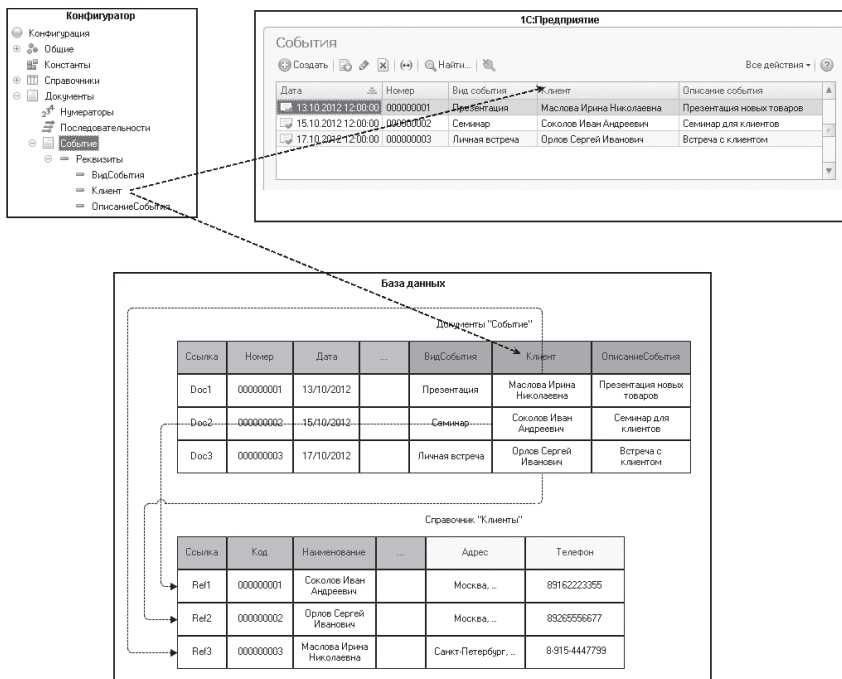 Конфигуратор
Конфигурация
Общие
Константы
Справочники
Документы
Нумераторы
Последовательности
Событие
Реквизиты
ВидСобытия
Клиент
ОписаниеСобытия
1С:Предприятие
События
Создать Найти... Все действия
Дата Номер Вид события Клиент Описание события
13.10.2012 12:00:00 000000001 Презентация Маслова Ирина Николаевна Презентация новых товаров
15.10.2012 12:00:00 000000002 Семинар Соколов Иван Андреевич Семинар для клиентов
17.10.2012 12:00:00 000000003 Личная встреча Орлов Сергей Иванович Встреча с клиентом
База данных
Документы "Событие"
Ссылка Номер Дата ... ВидСобытия Клиент ОписаниеСобытия
Doc1 000000001 13/10/2012 Презентация Маслова Ирина Николаевна Презентация новых товаров
Doc2 000000002 15/10/2012 Семинар Соколов Иван Андреевич Семинар для клиентов
Doc3 000000003 17/10/2012 Личная встреча Орлов Сергей Иванович Встреча с клиентом
Справочник "Клиенты"
Ссылка Код Наименование ... Адрес Телефон
Ref1 000000001 Соколов Иван Андреевич Москва, .. 89162223355
Ref2 000000002 Орлов Сергей Иванович Москва, .. 89265556677
Ref3 000000003 Маслова Ирина Николаевна Санкт-Петербург, .. 8-915-4447799